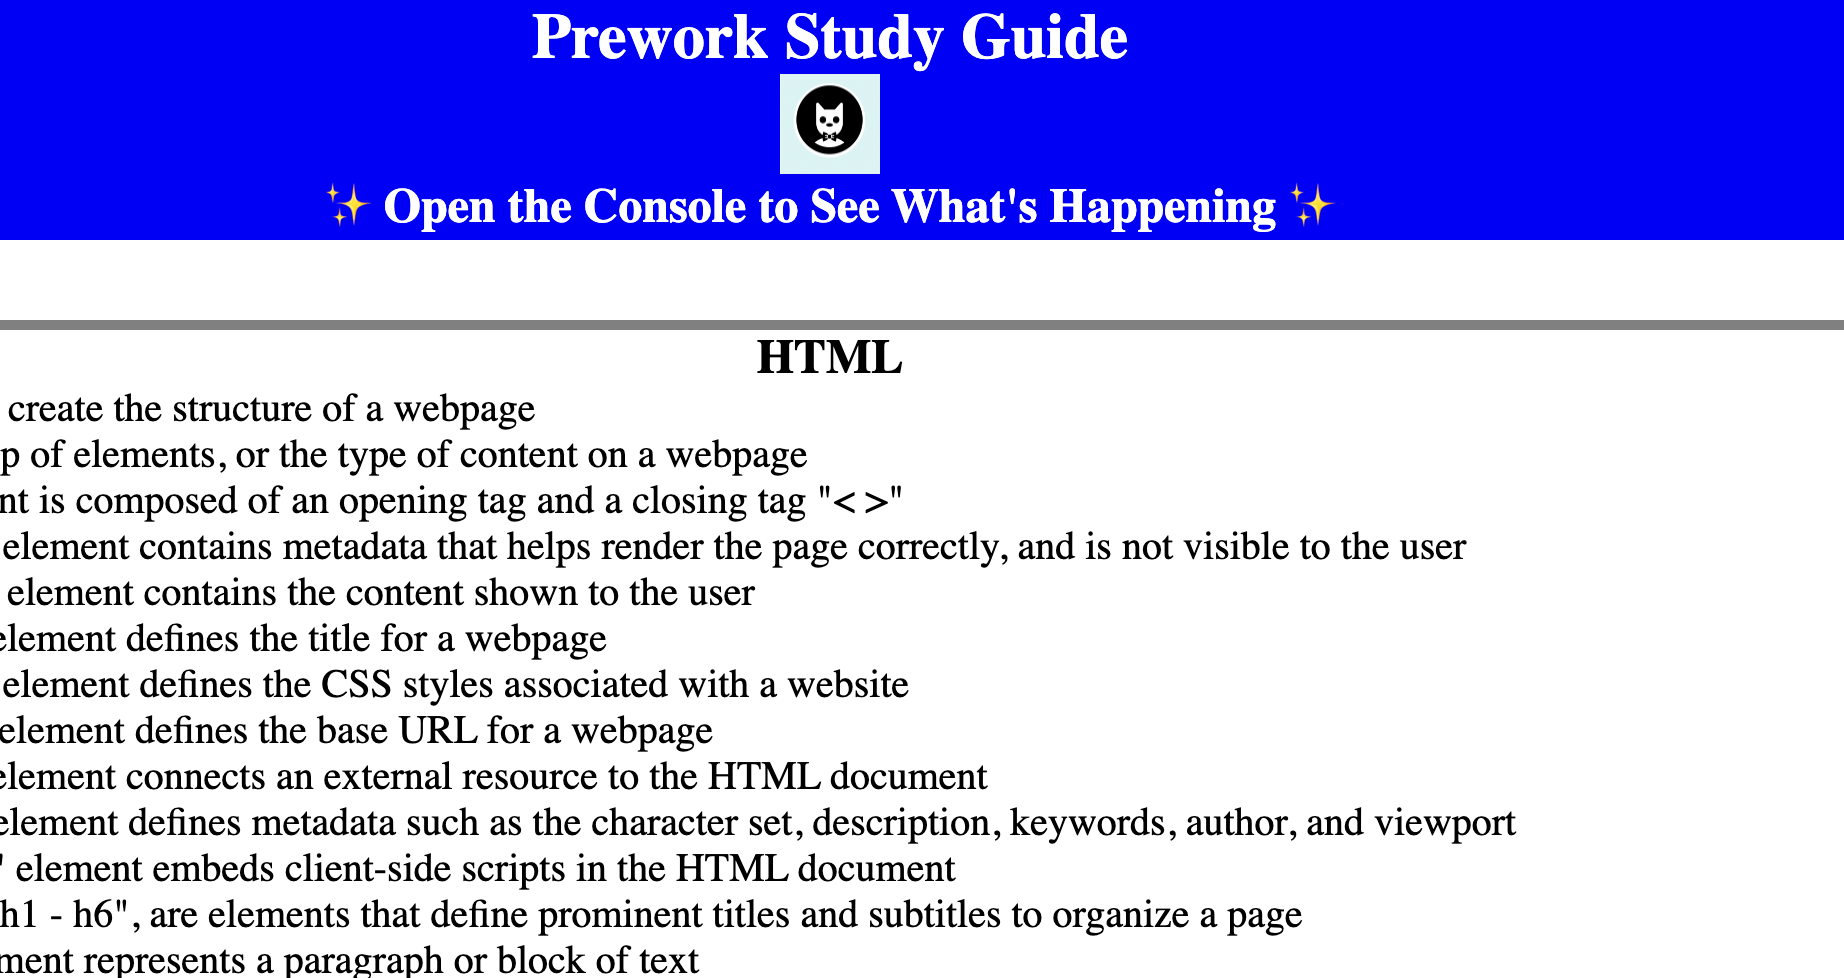 Prework Study Guide
✨ Open the Console to See What's Happening ✨
HTML
create the structure of a webpage
p of elements, or the type of content on a webpage
nt is composed of an opening tag and a closing tag "< >"
element contains metadata that helps render the page correctly, and is not visible to the user
element contains the content shown to the user
element defines the title for a webpage
element defines the CSS styles associated with a website
element defines the base URL for a webpage
element connects an external resource to the HTML document
element defines metadata such as the character set, description, keywords, author, and viewport
" element embeds client-side scripts in the HTML document
h1 - h6", are elements that define prominent titles and subtitles to organize a page
ment represents a paragraph or block of text